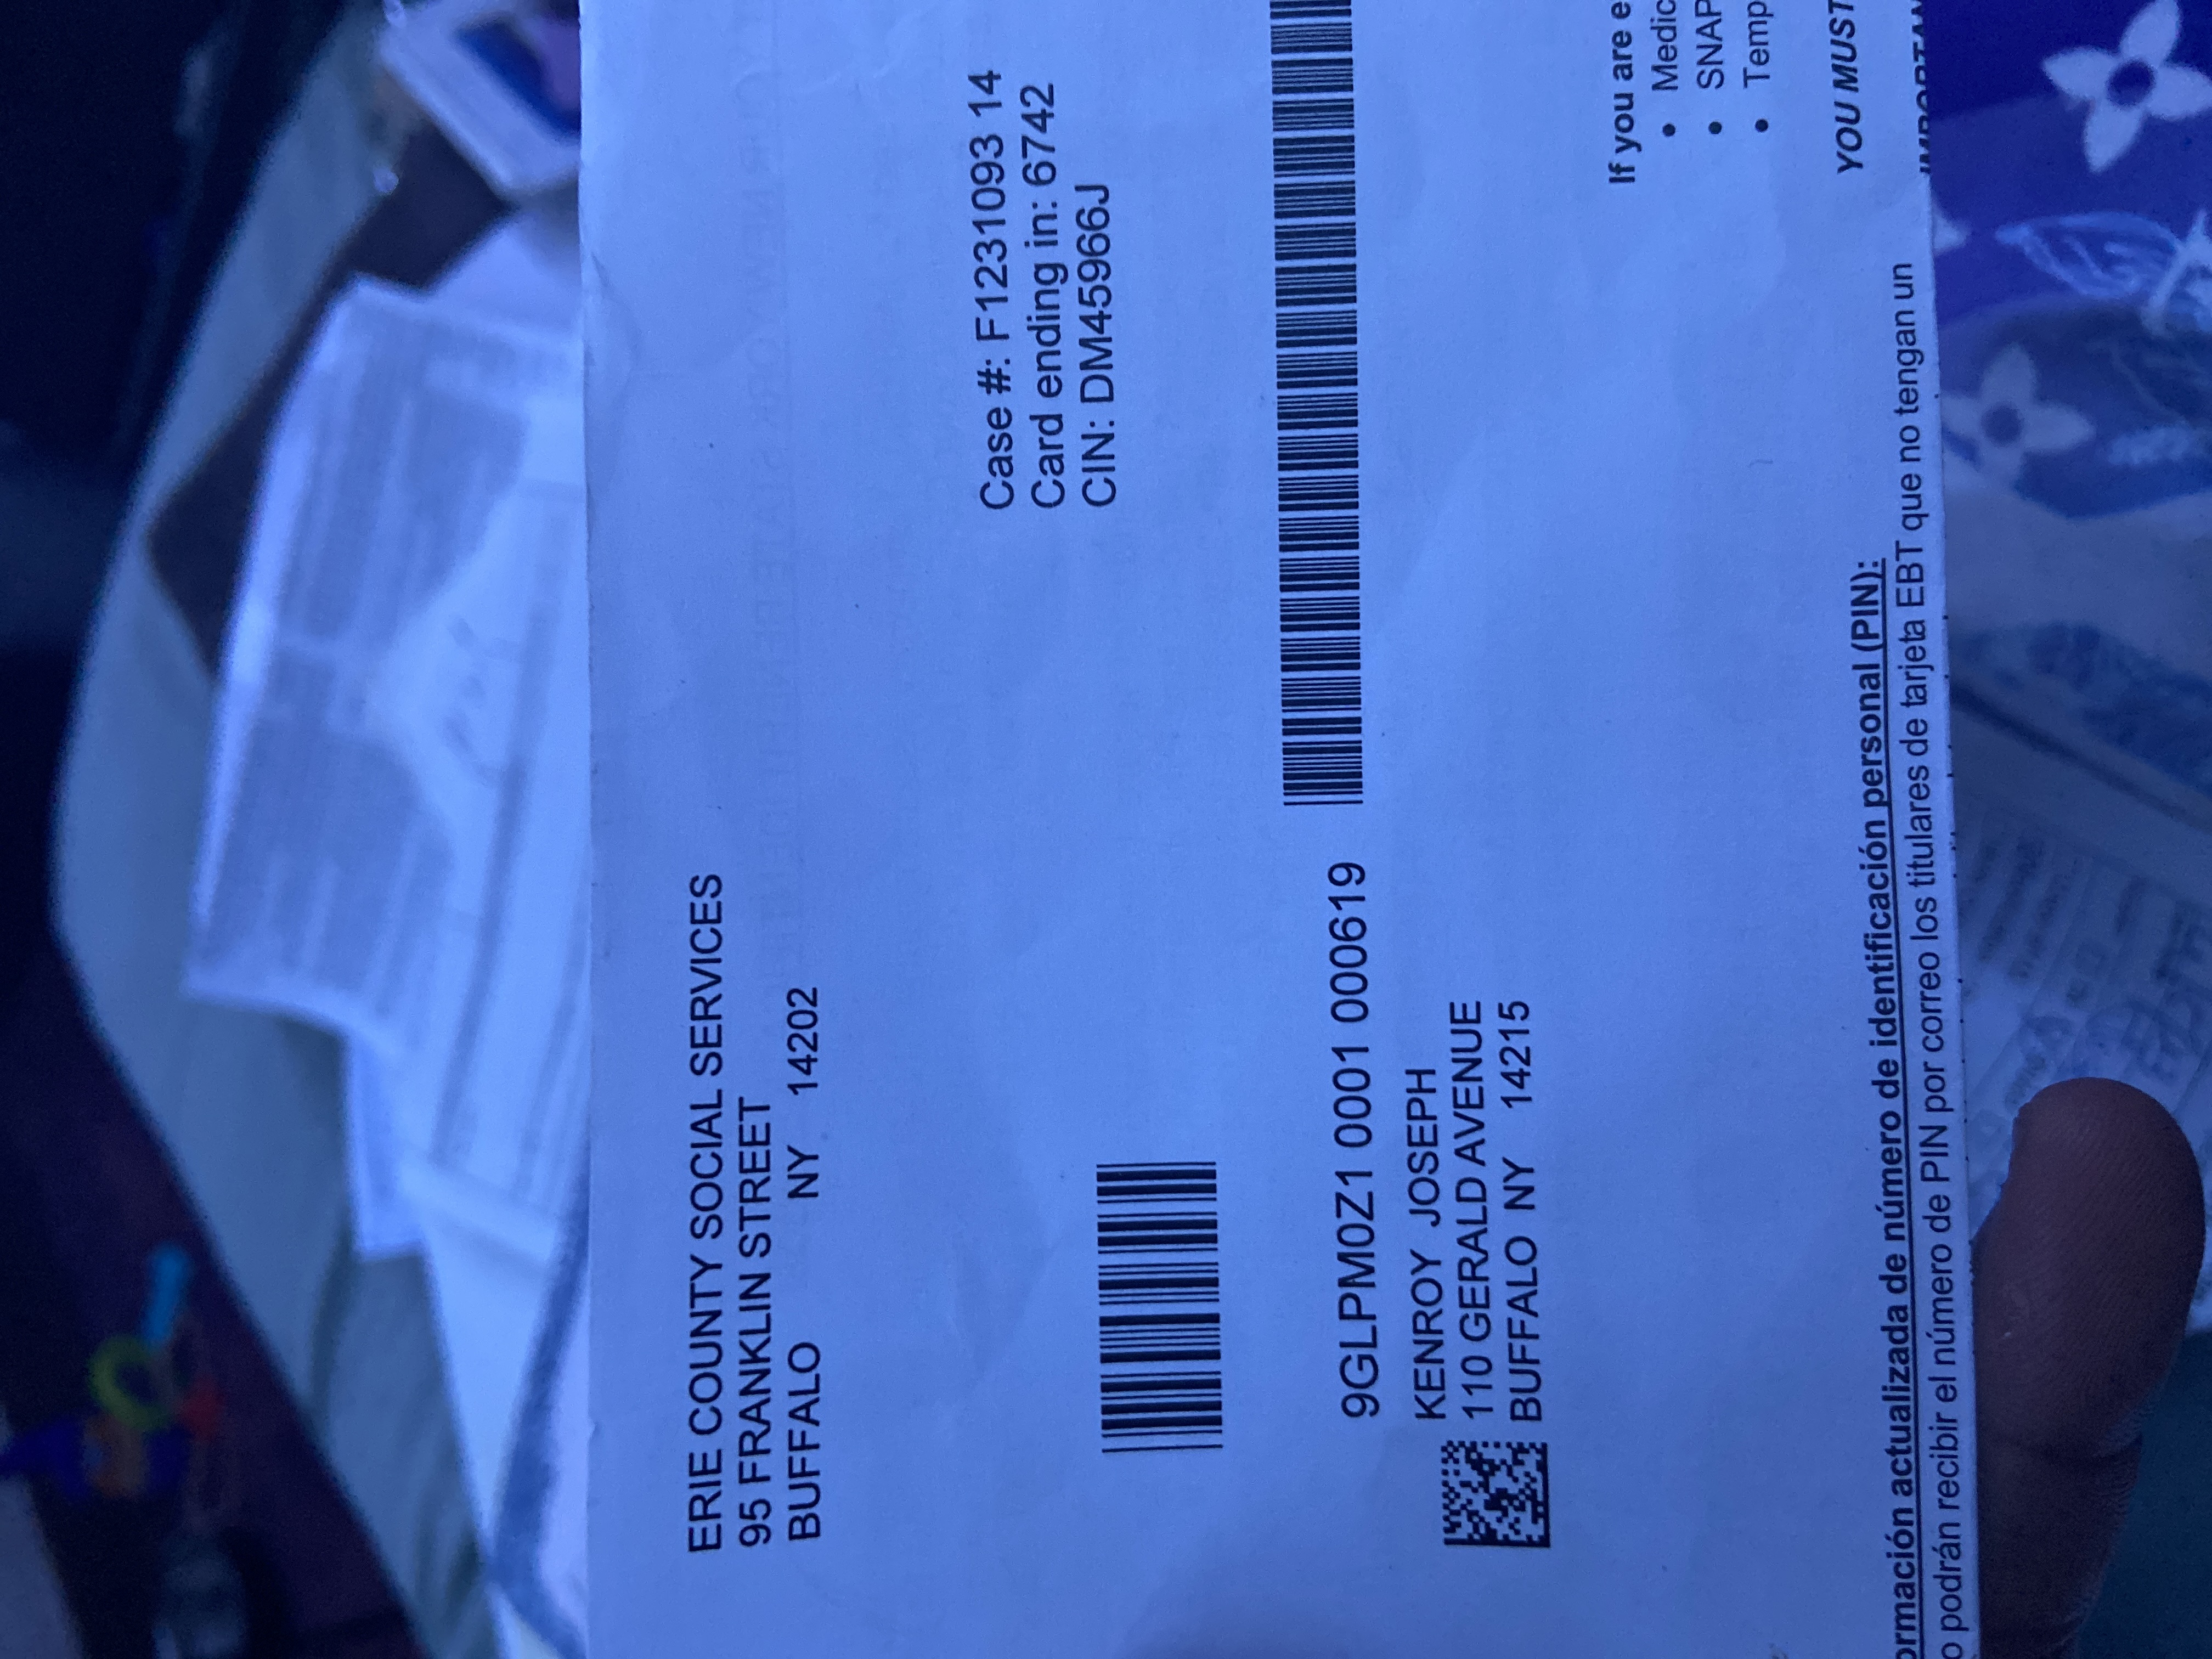 ERIE COUNTY SOCIAL SERVICES
95 FRANKLIN STREET
BUFFALO NY 14202
Case #: F1231093 14
Card ending in: 6742
CIN: DM45966J
9GLPM0Z1 0001 000619
KENROY JOSEPH
110 GERALD AVENUE
BUFFALO NY 14215
If you are e
• Medic
• SNAP
• Temp
YOU MUST
ormación actualizada de número de identificación personal (PIN):
o podrán recibir el número de PIN por correo los titulares de tarjeta EBT que no tengan un